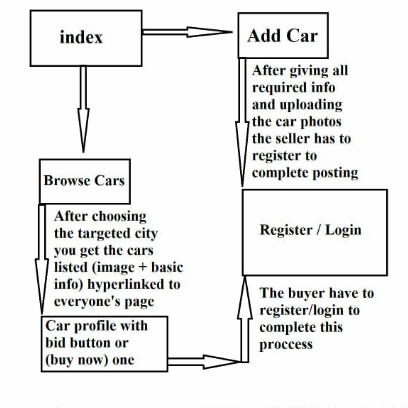 index
Add Car
After giving all
required info
and uploading
the car photos
the seller has to
register to
complete posting
Browse Cars
After choosing
the targeted city
you get the cars
listed (image + basic
info) hyperlinked to
everyone's page
Register / Login
Car profile with
bid button or
(buy now) one
The buyer have to
register/login to
complete this
proccess